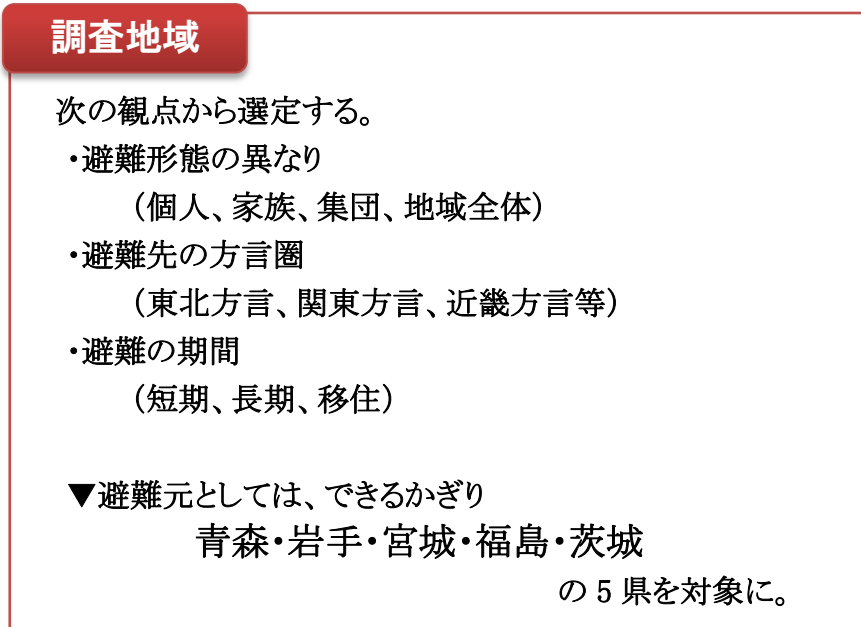 調査地域
次の観点から選定する。
・避難形態の異なり
（個人、家族、集団、地域全体）
・避難先の方言圏
（東北方言、関東方言、近畿方言等）
・避難の期間
（短期、長期、移住）
▼避難元としては、できるかぎり
青森・岩手・宮城・福島・茨城
の5県を対象に。